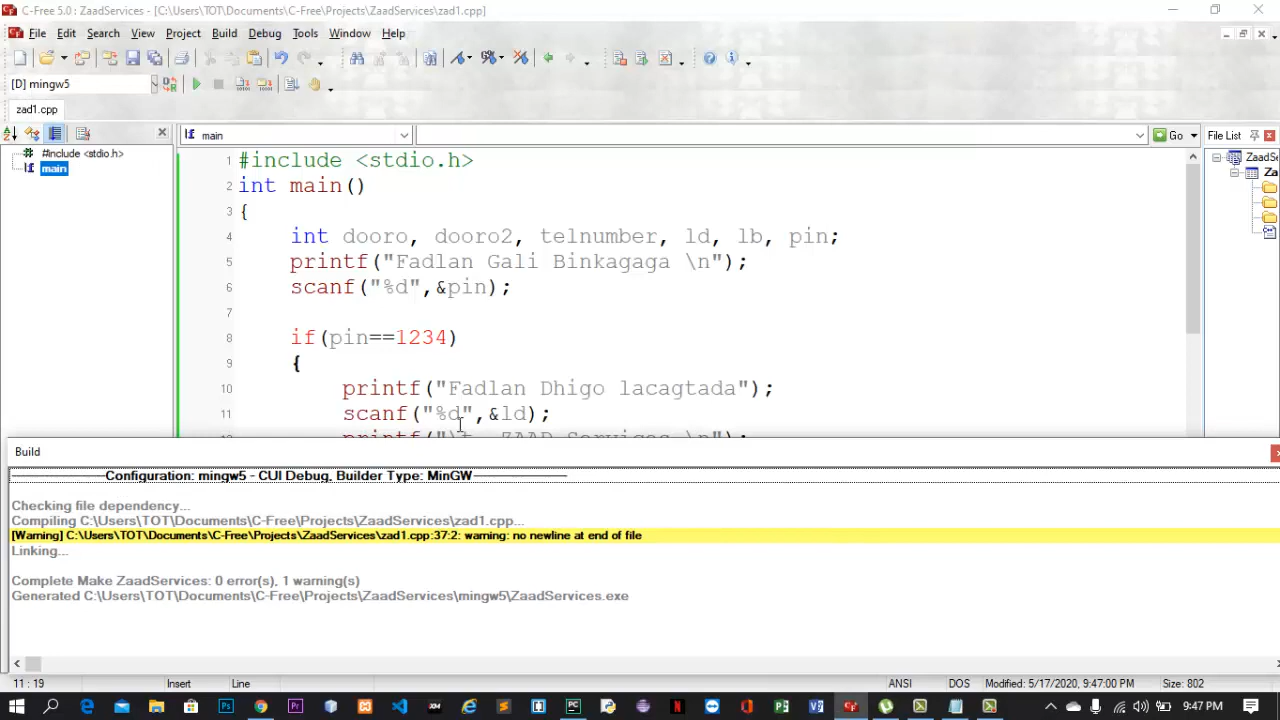 C-Free 5.0 : ZaadServices - [C:\Users\TOT\Documents\C-Free\Projects\ZaadServices\zad1.cpp]
File Edit Search View Project Build Debug Tools Window Help
[D] mingw5
zad1.cpp
main
Go
File List
#include <stdio.h>
main
ZaadS
Za
1 #include <stdio.h>
2 int main()
3 {
4 int dooro, dooro2, telnumber, ld, lb, pin;
5 printf("Fadlan Gali Binkagaga \n");
6 scanf("%d",&pin);
7
8 if(pin==1234)
9 {
10 printf("Fadlan Dhigo lacagtada");
11 scanf("%d",&ld);
printf("\t ZAAD Services \n");
Build
--------------------Configuration: mingw5 - CUI Debug, Builder Type: MinGW--------------------
Checking file dependency...
Compiling C:\Users\TOT\Documents\C-Free\Projects\ZaadServices\zad1.cpp...
[Warning] C:\Users\TOT\Documents\C-Free\Projects\ZaadServices\zad1.cpp:37:2: warning: no newline at end of file
Linking...
Complete Make ZaadServices: 0 error(s), 1 warning(s)
Generated C:\Users\TOT\Documents\C-Free\Projects\ZaadServices\mingw5\ZaadServices.exe
11 : 19 Insert Line ANSI DOS Modified: 5/17/2020, 9:47:00 PM Size: 802
9:47 PM